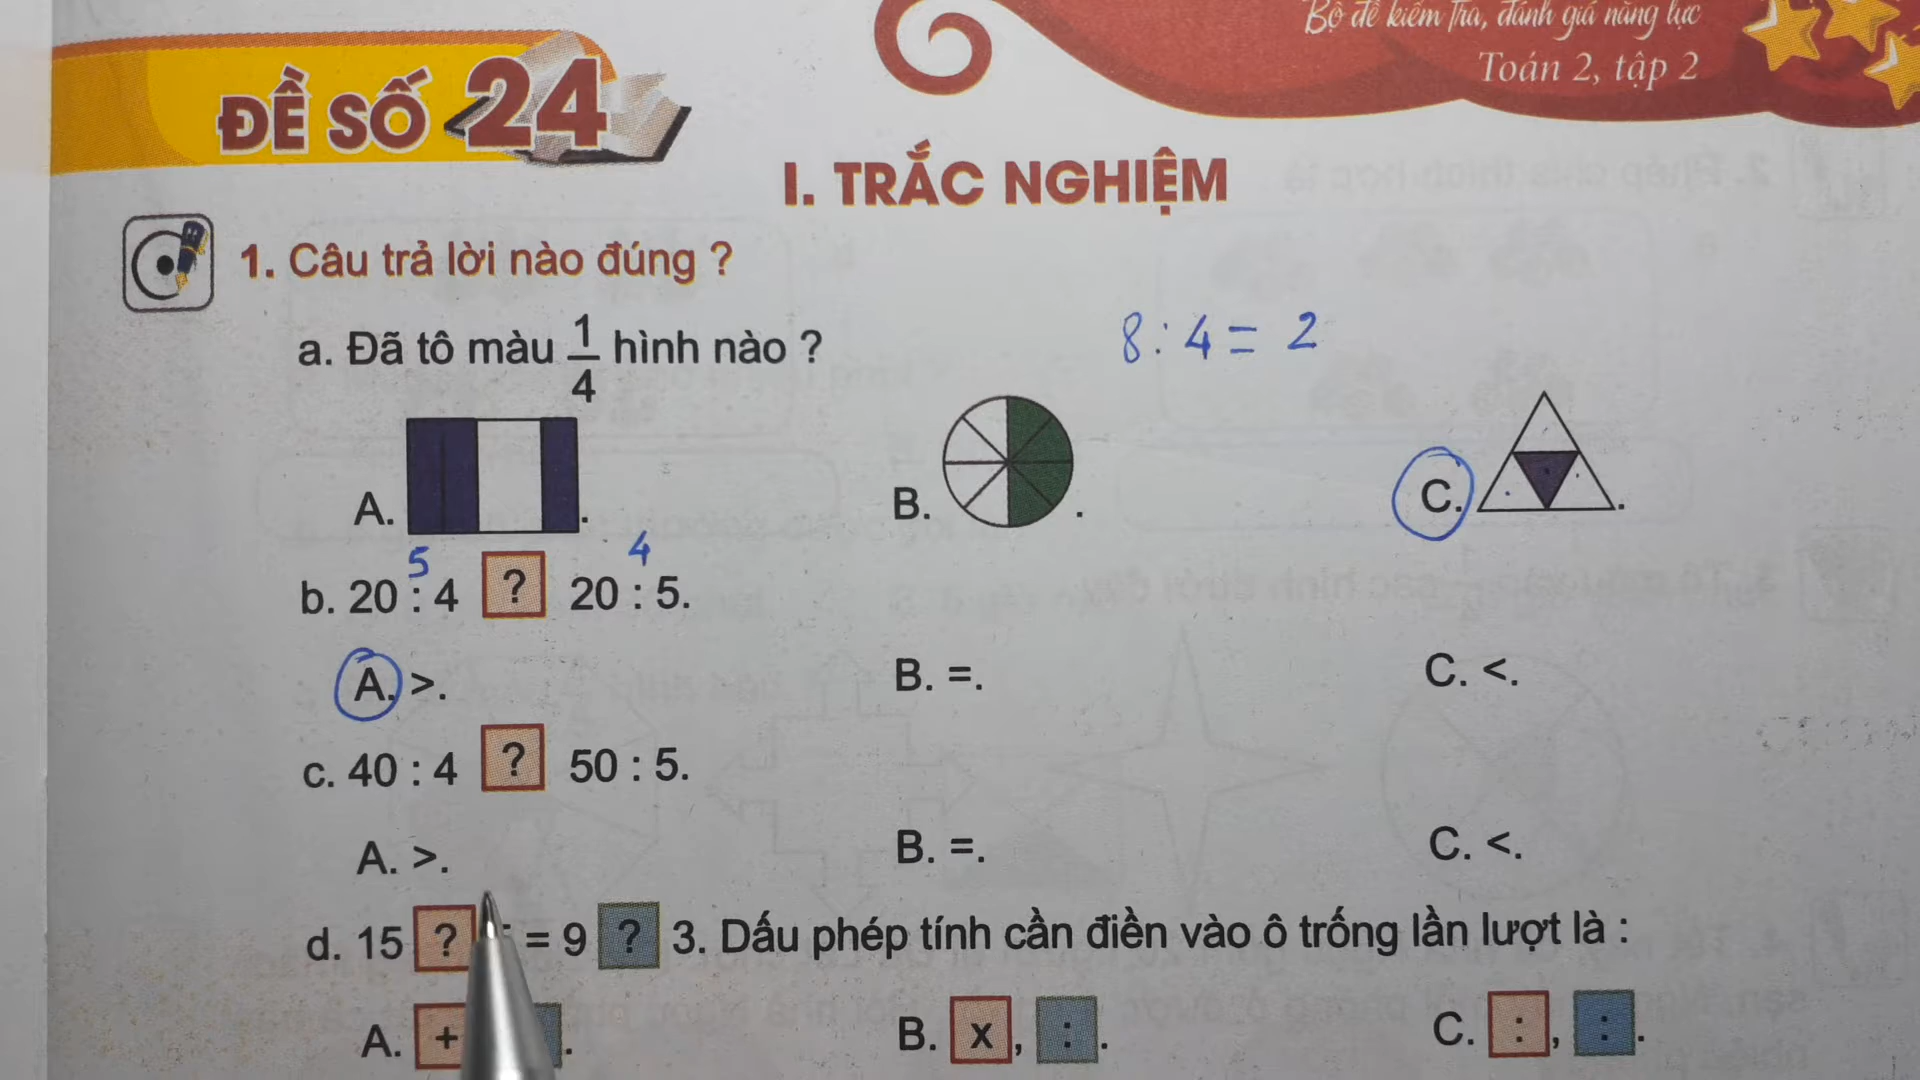 Bộ đề kiểm tra, đánh giá năng lực
Toán 2, tập 2
ĐỀ SỐ 24
I. TRẮC NGHIỆM
1. Câu trả lời nào đúng ?
a. Đã tô màu 1/4 hình nào ?
8 : 4 = 2
A. B. . C. .
5 4
b. 20 : 4 ? 20 : 5.
A. >. B. =. C. <.
c. 40 : 4 ? 50 : 5.
A. >. B. =. C. <.
d. 15 ? = 9 ? 3. Dấu phép tính cần điền vào ô trống lần lượt là :
A. + . B. x , : . C. : , : .